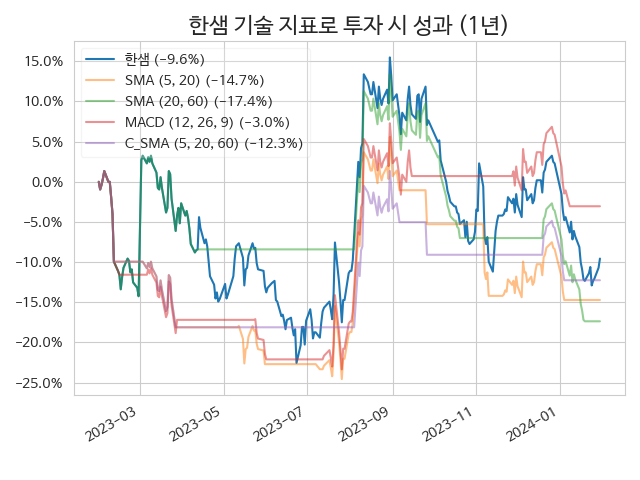 한샘 기술 지표로 투자 시 성과 (1년)
한샘 (−9.6%)
SMA (5, 20) (−14.7%)
SMA (20, 60) (−17.4%)
MACD (12, 26, 9) (−3.0%)
C_SMA (5, 20, 60) (−12.3%)
15.0%
10.0%
5.0%
0.0%
−5.0%
−10.0%
−15.0%
−20.0%
−25.0%
2023−03
2023−05
2023−07
2023−09
2023−11
2024−01